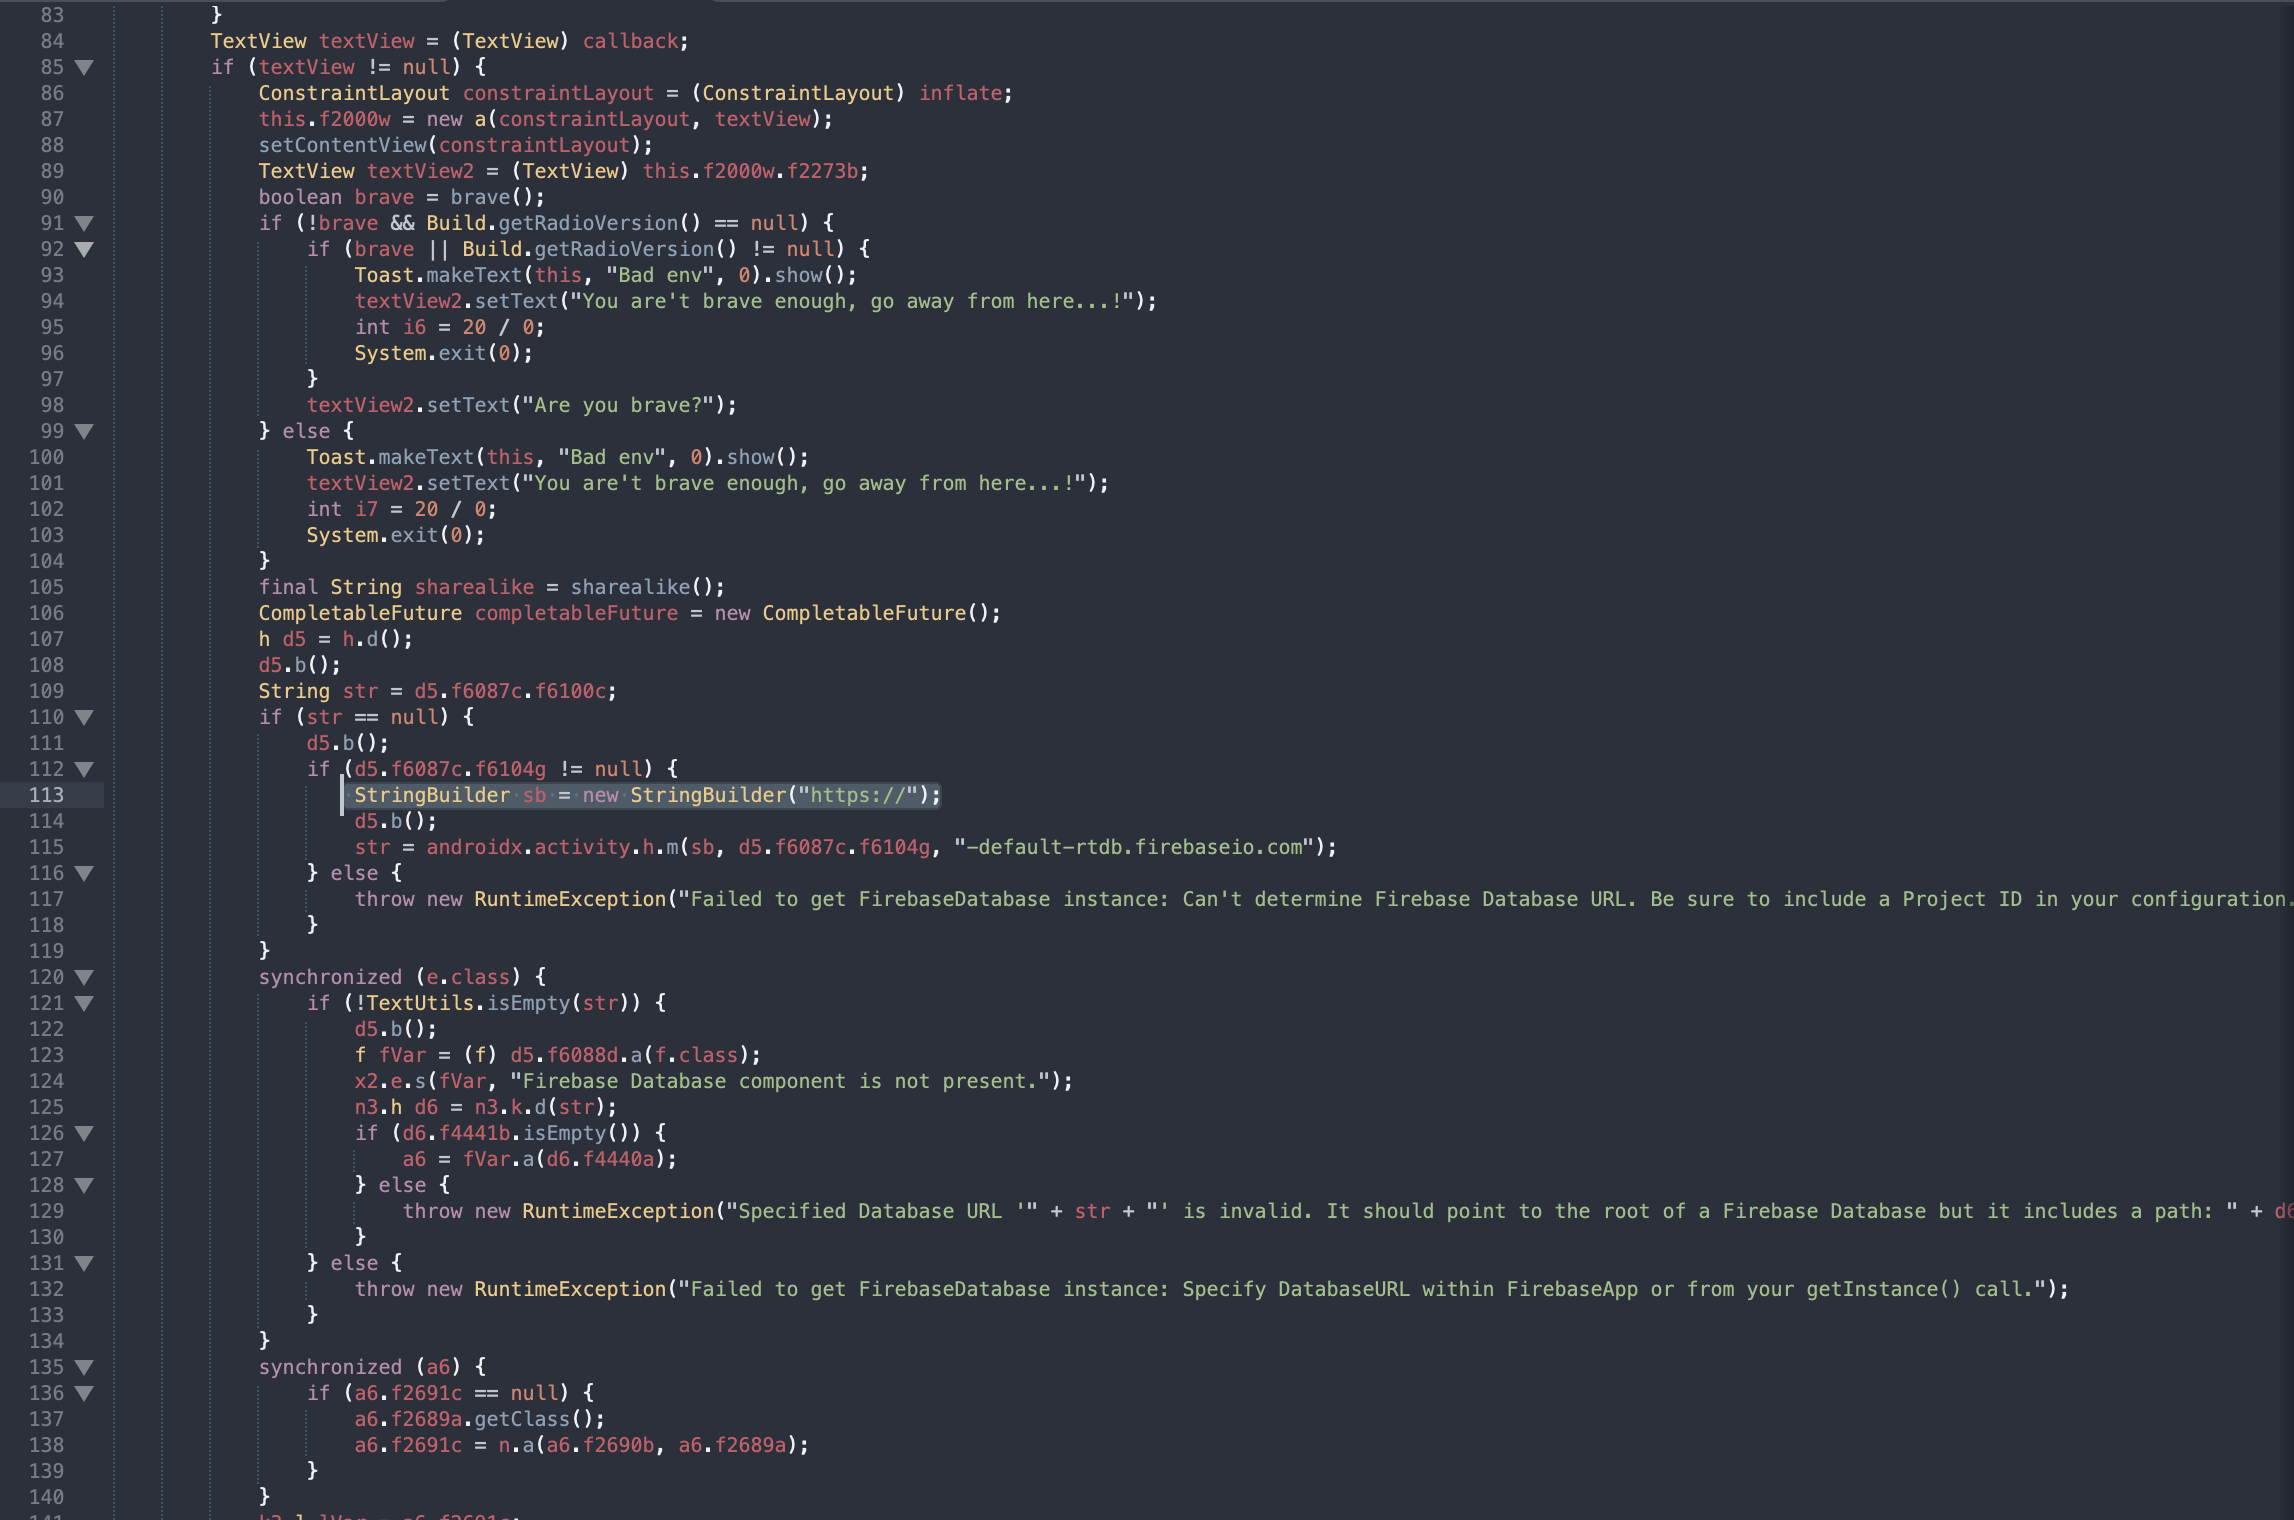 83 }
84 TextView textView = (TextView) callback;
85 if (textView != null) {
86 ConstraintLayout constraintLayout = (ConstraintLayout) inflate;
87 this.f2000w = new a(constraintLayout, textView);
88 setContentView(constraintLayout);
89 TextView textView2 = (TextView) this.f2000w.f2273b;
90 boolean brave = brave();
91 if (!brave && Build.getRadioVersion() == null) {
92 if (brave || Build.getRadioVersion() != null) {
93 Toast.makeText(this, "Bad env", 0).show();
94 textView2.setText("You are't brave enough, go away from here...!");
95 int i6 = 20 / 0;
96 System.exit(0);
97 }
98 textView2.setText("Are you brave?");
99 } else {
100 Toast.makeText(this, "Bad env", 0).show();
101 textView2.setText("You are't brave enough, go away from here...!");
102 int i7 = 20 / 0;
103 System.exit(0);
104 }
105 final String sharealike = sharealike();
106 CompletableFuture completableFuture = new CompletableFuture();
107 h d5 = h.d();
108 d5.b();
109 String str = d5.f6087c.f6100c;
110 if (str == null) {
111 d5.b();
112 if (d5.f6087c.f6104g != null) {
113 StringBuilder sb = new StringBuilder("https://");
114 d5.b();
115 str = androidx.activity.h.m(sb, d5.f6087c.f6104g, "-default-rtdb.firebaseio.com");
116 } else {
117 throw new RuntimeException("Failed to get FirebaseDatabase instance: Can't determine Firebase Database URL. Be sure to include a Project ID in your configuration.
118 }
119 }
120 synchronized (e.class) {
121 if (!TextUtils.isEmpty(str)) {
122 d5.b();
123 f fVar = (f) d5.f6088d.a(f.class);
124 x2.e.s(fVar, "Firebase Database component is not present.");
125 n3.h d6 = n3.k.d(str);
126 if (d6.f4441b.isEmpty()) {
127 a6 = fVar.a(d6.f4440a);
128 } else {
129 throw new RuntimeException("Specified Database URL '" + str + "' is invalid. It should point to the root of a Firebase Database but it includes a path: " + d6
130 }
131 } else {
132 throw new RuntimeException("Failed to get FirebaseDatabase instance: Specify DatabaseURL within FirebaseApp or from your getInstance() call.");
133 }
134 }
135 synchronized (a6) {
136 if (a6.f2691c == null) {
137 a6.f2689a.getClass();
138 a6.f2691c = n.a(a6.f2690b, a6.f2689a);
139 }
140 }